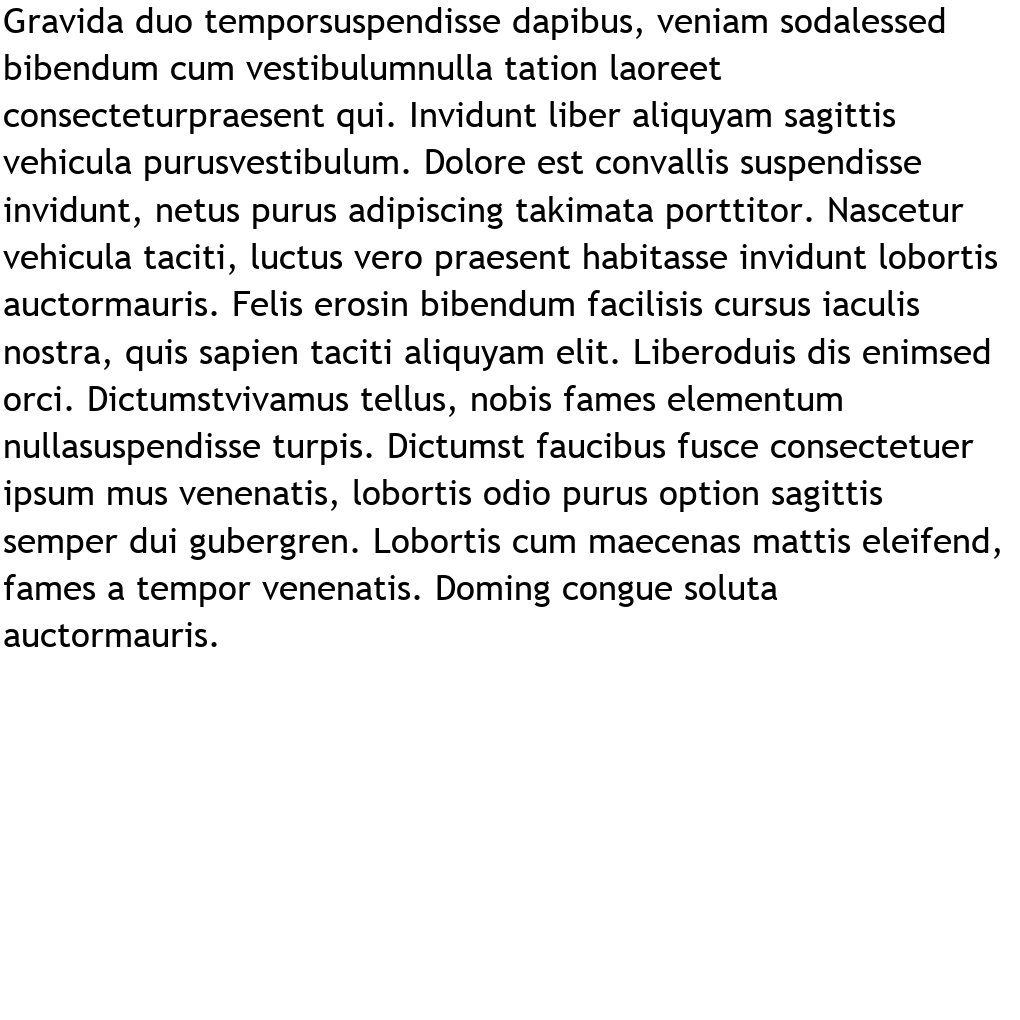 Gravida duo temporsuspendisse dapibus, veniam sodalessed
bibendum cum vestibulumnulla tation laoreet
consecteturpraesent qui. Invidunt liber aliquyam sagittis
vehicula purusvestibulum. Dolore est convallis suspendisse
invidunt, netus purus adipiscing takimata porttitor. Nascetur
vehicula taciti, luctus vero praesent habitasse invidunt lobortis
auctormauris. Felis erosin bibendum facilisis cursus iaculis
nostra, quis sapien taciti aliquyam elit. Liberoduis dis enimsed
orci. Dictumstvivamus tellus, nobis fames elementum
nullasuspendisse turpis. Dictumst faucibus fusce consectetuer
ipsum mus venenatis, lobortis odio purus option sagittis
semper dui gubergren. Lobortis cum maecenas mattis eleifend,
fames a tempor venenatis. Doming congue soluta
auctormauris.